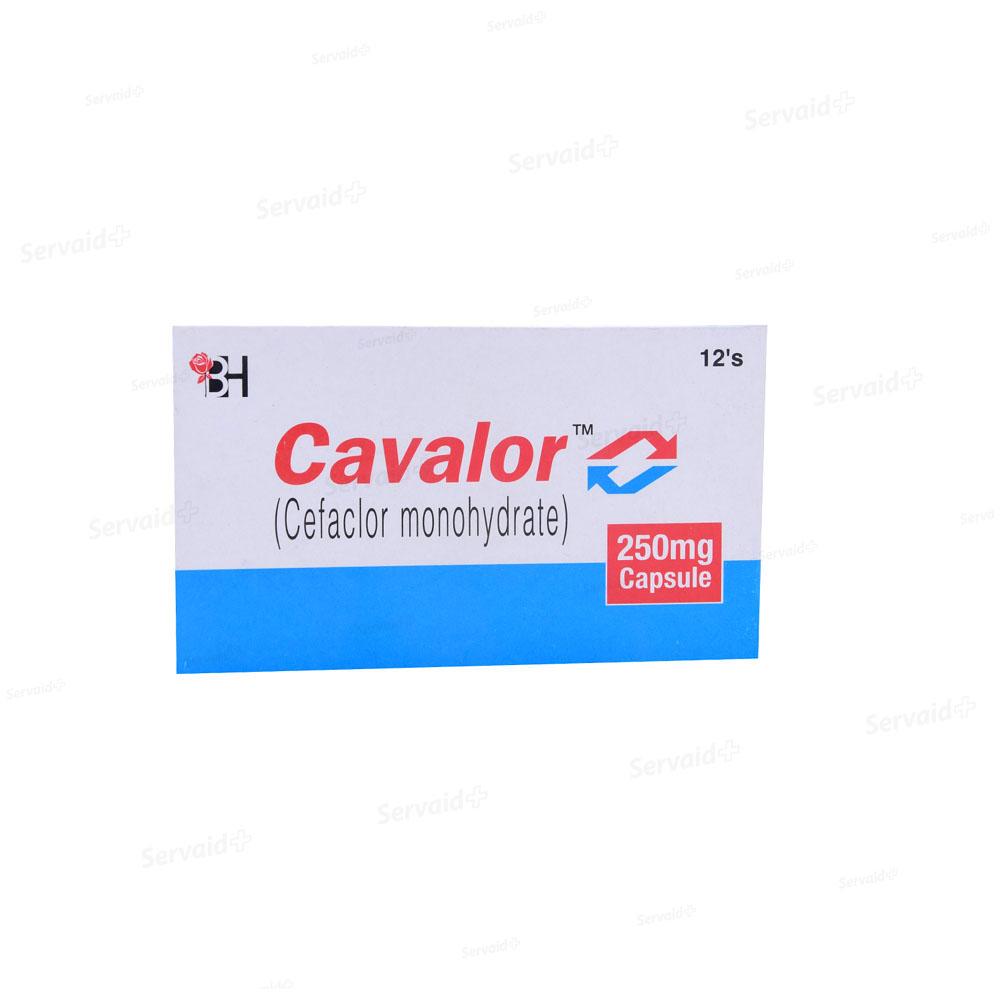 BH
12's
Cavalor™
(Cefaclor monohydrate)
250mg
Capsule
Servaid